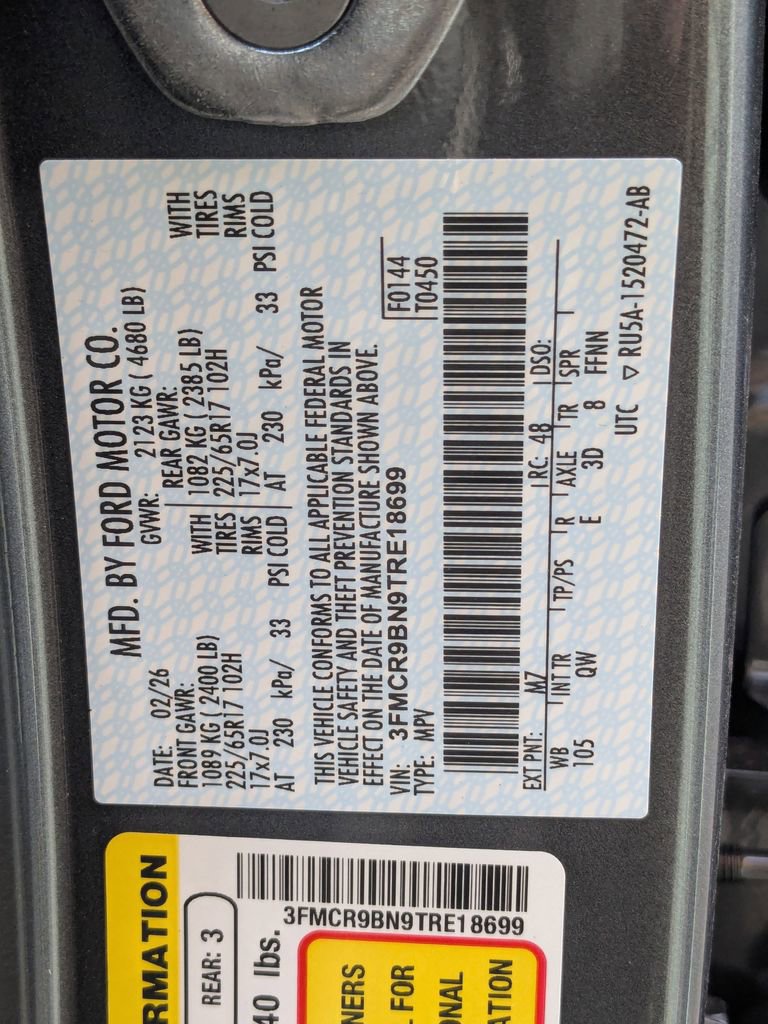 MFD. BY FORD MOTOR CO.
DATE: 02/26 GVWR: 2123 KG ( 4680 LB)
FRONT GAWR: REAR GAWR:
1089 KG ( 2400 LB) WITH 1082 KG ( 2385 LB) WITH
225/65R17 102H TIRES 225/65R17 102H TIRES
17x7.0J RIMS 17x7.0J RIMS
AT 230 kPa/ 33 PSI COLD AT 230 kPa/ 33 PSI COLD
THIS VEHICLE CONFORMS TO ALL APPLICABLE FEDERAL MOTOR
VEHICLE SAFETY AND THEFT PREVENTION STANDARDS IN
EFFECT ON THE DATE OF MANUFACTURE SHOWN ABOVE.
VIN: 3FMCR9BN9TRE18699 F0144
TYPE: MPV T0450
EXT PNT: M7 RC: 48 DSO:
WB INT TR TP/PS R AXLE TR SPR
105 QW E 3D 8 FFNN
UTC ▽ RU5A-1520472-AB
RMATION
REAR: 3
40 lbs.
3FMCR9BN9TRE18699
NERS
L FOR
ONAL
ATION